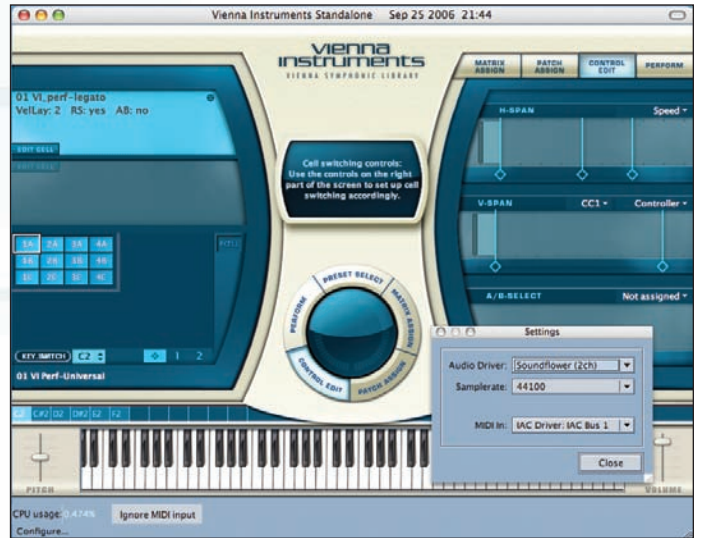 Vienna Instruments Standalone Sep 25 2006 21:44
vienna
instruments
VIENNA SYMPHONIC LIBRARY
MATRIX ASSIGN
PATCH ASSIGN
CONTROL EDIT
PERFORM
01 VI_perf-legato
VelLay: 2 RS: yes AB: no
EDIT CELL
EDIT CELL
Cell switching controls:
Use the controls on the right
part of the screen to set up cell
switching accordingly.
H-SPAN Speed
V-SPAN CC1 Controller
A/B-SELECT Not assigned
1A 2A 3A 4A
1B 2B 3B 4B
1C 2C 3C 4C
PRESET SELECT
MATRIX ASSIGN
PATCH ASSIGN
CONTROL EDIT
PERFORM
KEY SWITCH C2 1 2
01 VI Perf-Universal
C2 C#2 D2 D#2 E2 F2
Settings
Audio Driver: Soundflower (2ch)
Samplerate: 44100
MIDI In: IAC Driver: IAC Bus 1
Close
PITCH
VOLUME
CPU usage: 0.474% Ignore MIDI input
Configure...